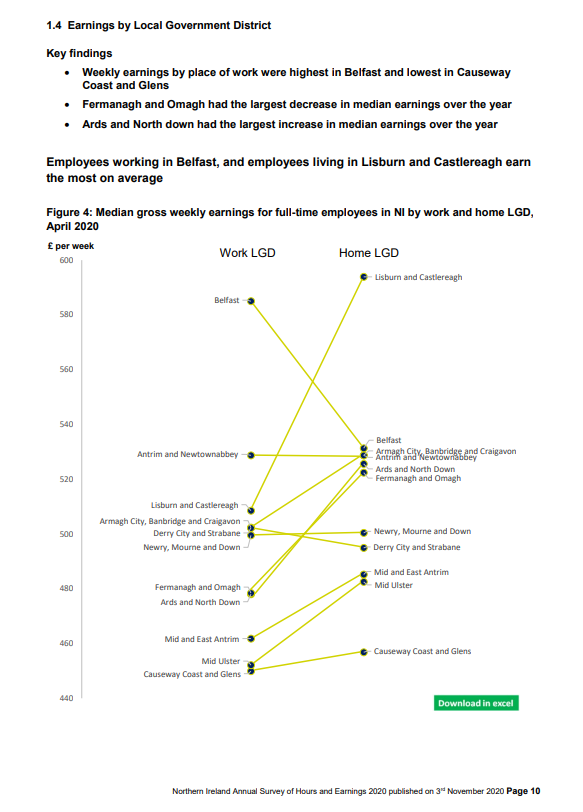 1.4 Earnings by Local Government District
Key findings
• Weekly earnings by place of work were highest in Belfast and lowest in Causeway
Coast and Glens
• Fermanagh and Omagh had the largest decrease in median earnings over the year
• Ards and North down had the largest increase in median earnings over the year
Employees working in Belfast, and employees living in Lisburn and Castlereagh earn
the most on average
Figure 4: Median gross weekly earnings for full-time employees in NI by work and home LGD,
April 2020
£ per week
Work LGD
Home LGD
600
580
560
540
520
500
480
460
440
Belfast
Antrim and Newtownabbey
Lisburn and Castlereagh
Armagh City, Banbridge and Craigavon
Derry City and Strabane
Newry, Mourne and Down
Fermanagh and Omagh
Ards and North Down
Mid and East Antrim
Mid Ulster
Causeway Coast and Glens
Lisburn and Castlereagh
Belfast
Armagh City, Banbridge and Craigavon
Antrim and Newtownabbey
Ards and North Down
Fermanagh and Omagh
Newry, Mourne and Down
Derry City and Strabane
Mid and East Antrim
Mid Ulster
Causeway Coast and Glens
Download in excel
Northern Ireland Annual Survey of Hours and Earnings 2020 published on 3rd November 2020 Page 10